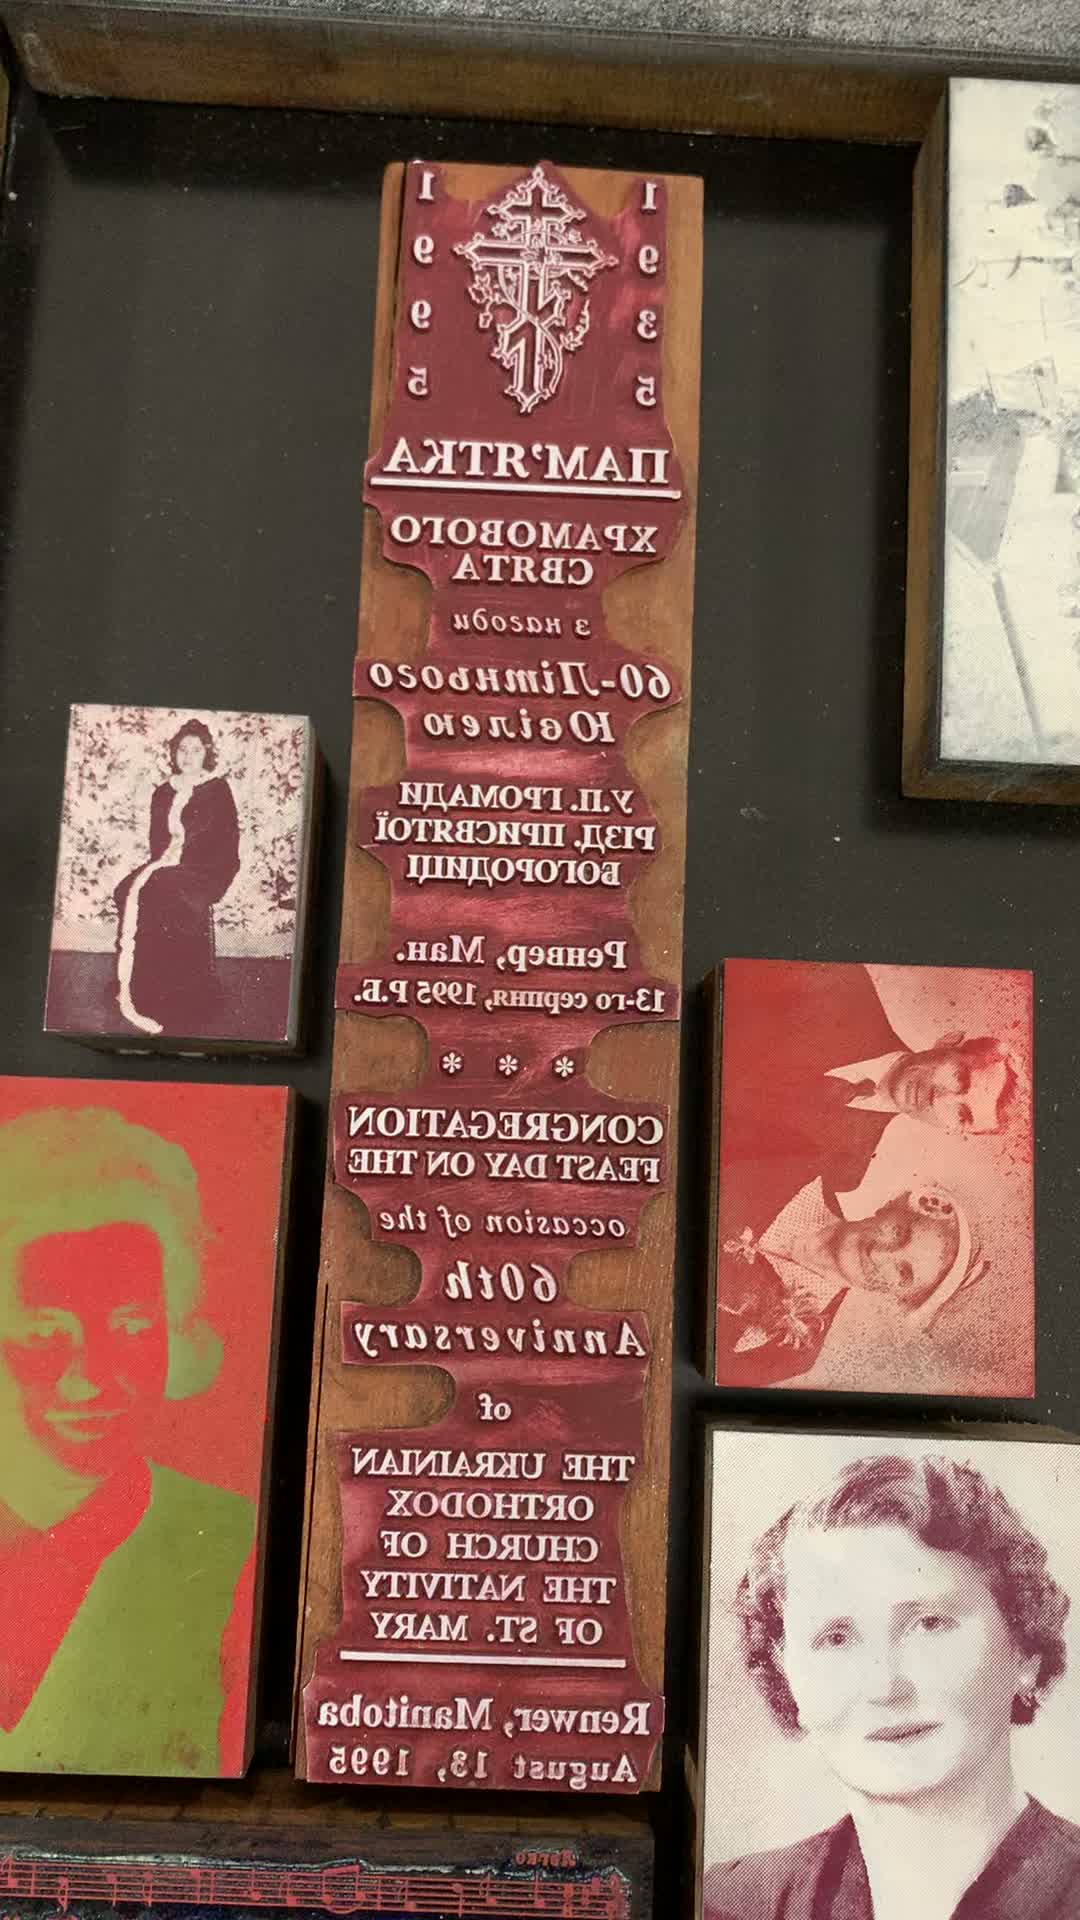 1935
1995
ПАМ'ЯТКА
ХРАМОВОГО
СВЯТА
з нагоди
60-Літнього
Ювілею
У.П. ГРОМАДИ
РІЗД. ПРИСВЯТОЇ
БОГОРОДИЦІ
Ренвер, Ман.
13-го серпня, 1995 Р.Б.
* * *
CONGREGATION
FEAST DAY ON THE
occasion of the
60th
Anniversary
of
THE UKRAINIAN
ORTHODOX
CHURCH OF
THE NATIVITY
OF ST. MARY
Renwer, Manitoba
August 13, 1995